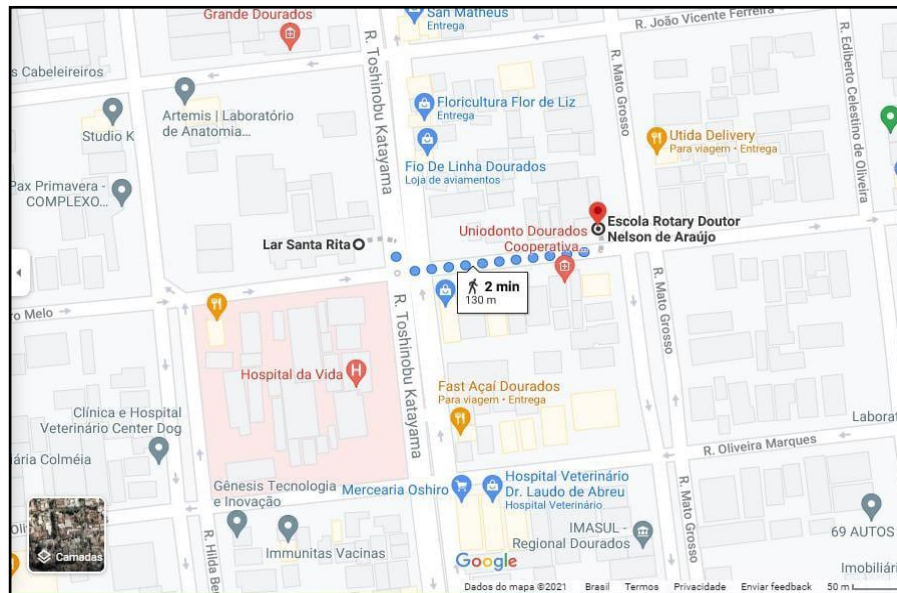 Grande Dourados
San Matheus
Entrega
R. João Vicente Ferreira
R. Toshinobu Katayama
R. Mato Grosso
R. Ediberto Celestino de Oliveira
s Cabeleireiros
Studio K
Artemis | Laboratório
de Anatomia...
Floricultura Flor de Liz
Entrega
Utida Delivery
Para viagem • Entrega
Fio De Linha Dourados
Loja de aviamentos
Pax Primavera -
COMPLEXO...
Lar Santa Rita
Uniodonto Dourados
Cooperativa...
Escola Rotary Doutor
Nelson de Araújo
2 min
130 m
ro Melo
R. Toshinobu Katayama
R. Mato Grosso
Hospital da Vida
Fast Açaí Dourados
Para viagem • Entrega
Clínica e Hospital
Veterinário Center Dog
Laborat
R. Oliveira Marques
ária Colméia
Gênesis Tecnologia
e Inovação
Mercearia Oshiro
Hospital Veterinário
Dr. Laudo de Abreu
Hospital Veterinário
R. Mato Grosso
Oli
R. Hilda Be
Immunitas Vacinas
IMASUL -
Regional Dourados
69 AUTOS
Camadas
Google
Imobiliári
Dados do mapa ©2021 Brasil Termos Privacidade Enviar feedback 50 m